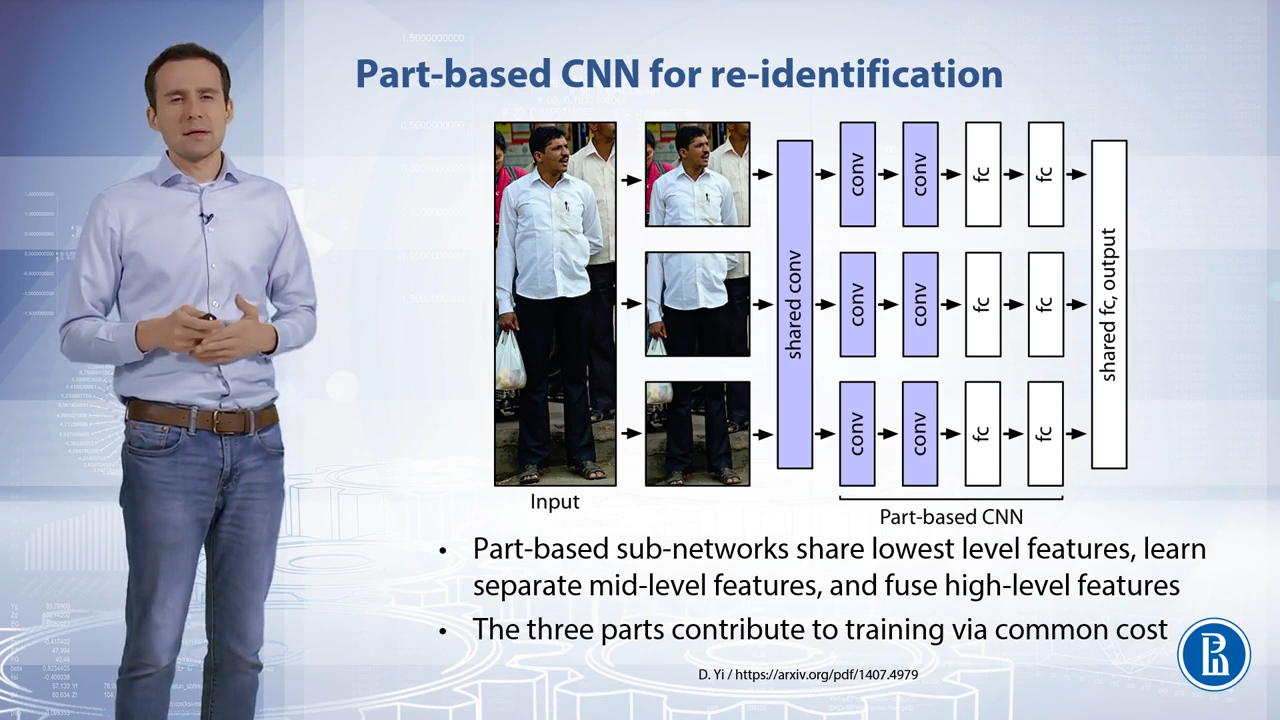 Part-based CNN for re-identification
shared conv
conv
conv
fc
fc
conv
conv
fc
fc
conv
conv
fc
fc
shared fc, output
Input
Part-based CNN
• Part-based sub-networks share lowest level features, learn
separate mid-level features, and fuse high-level features
• The three parts contribute to training via common cost
D. Yi / https://arxiv.org/pdf/1407.4979